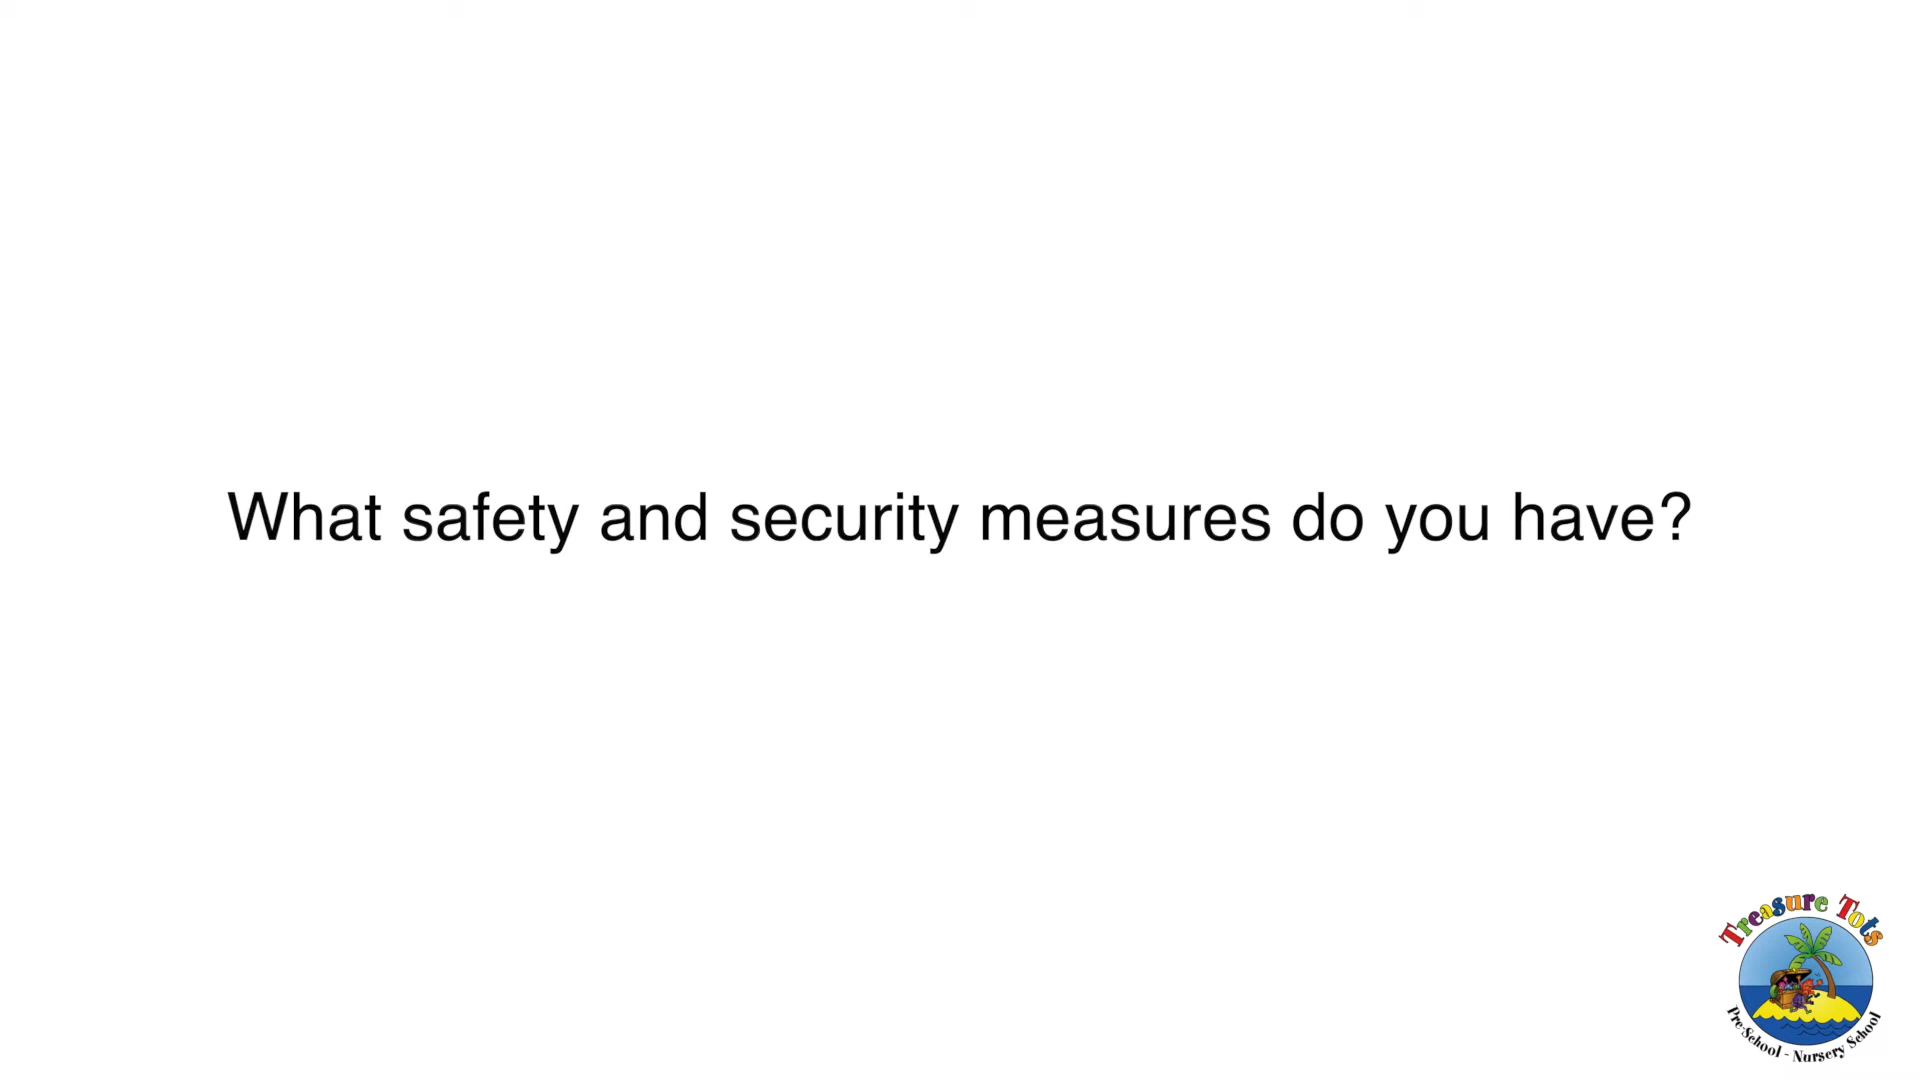 What safety and security measures do you have?
Treasure Tots
Pre-School - Nursery School